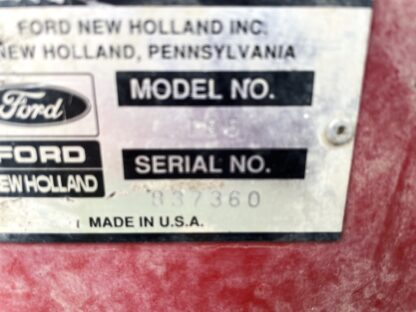 FORD NEW HOLLAND INC.
NEW HOLLAND, PENNSYLVANIA
MODEL NO.
Ford
FORD
NEW HOLLAND
SERIAL NO.
837360
MADE IN U.S.A.